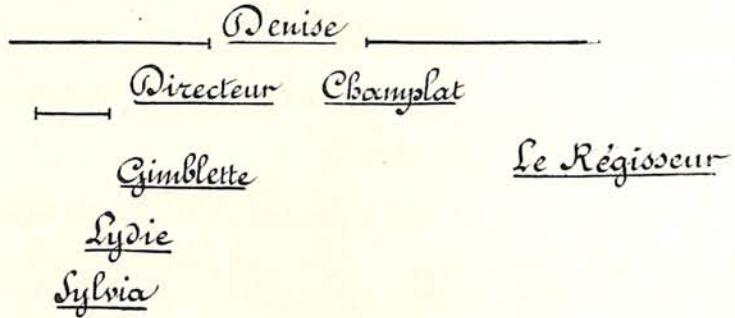 Denise
Directeur Champlat
Le Régisseur
Gimblette
Lydie
Sylvia